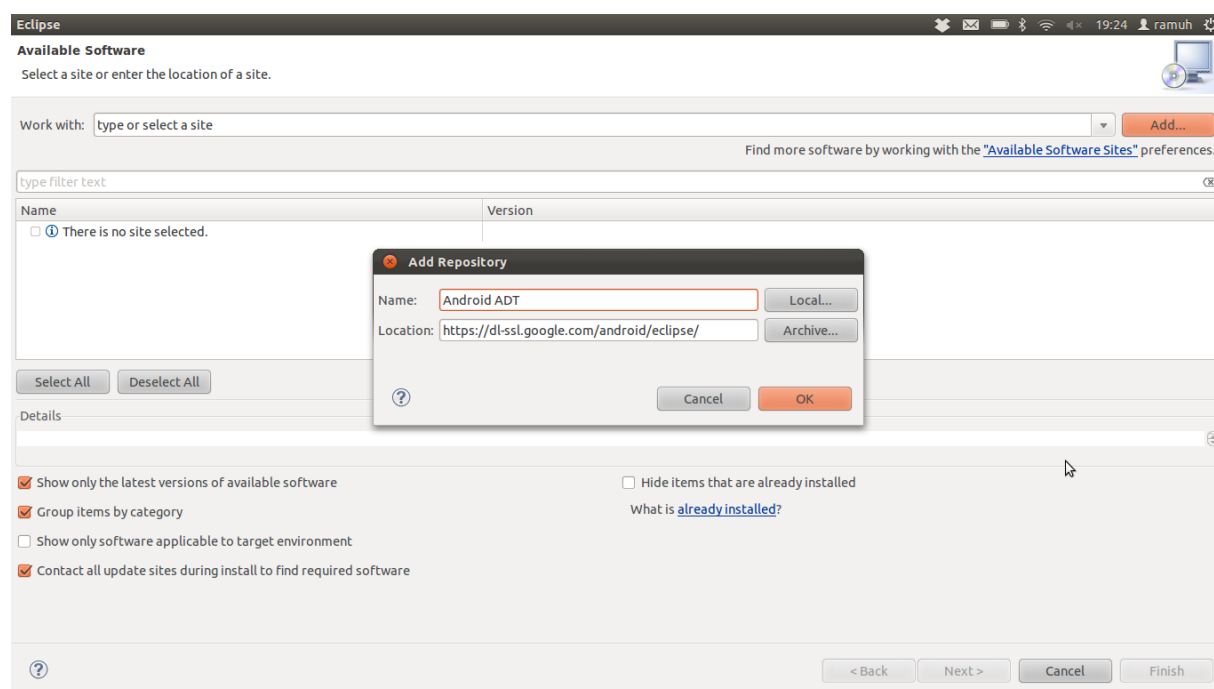 Eclipse 19:24 ramuh
Available Software
Select a site or enter the location of a site.
Work with: type or select a site Add...
Find more software by working with the "Available Software Sites" preferences.
type filter text
Name Version
There is no site selected.
Add Repository
Name: Android ADT Local...
Location: https://dl-ssl.google.com/android/eclipse/ Archive...
Select All Deselect All
? Cancel OK
Details
Show only the latest versions of available software Hide items that are already installed
Group items by category What is already installed?
Show only software applicable to target environment
Contact all update sites during install to find required software
? < Back Next > Cancel Finish